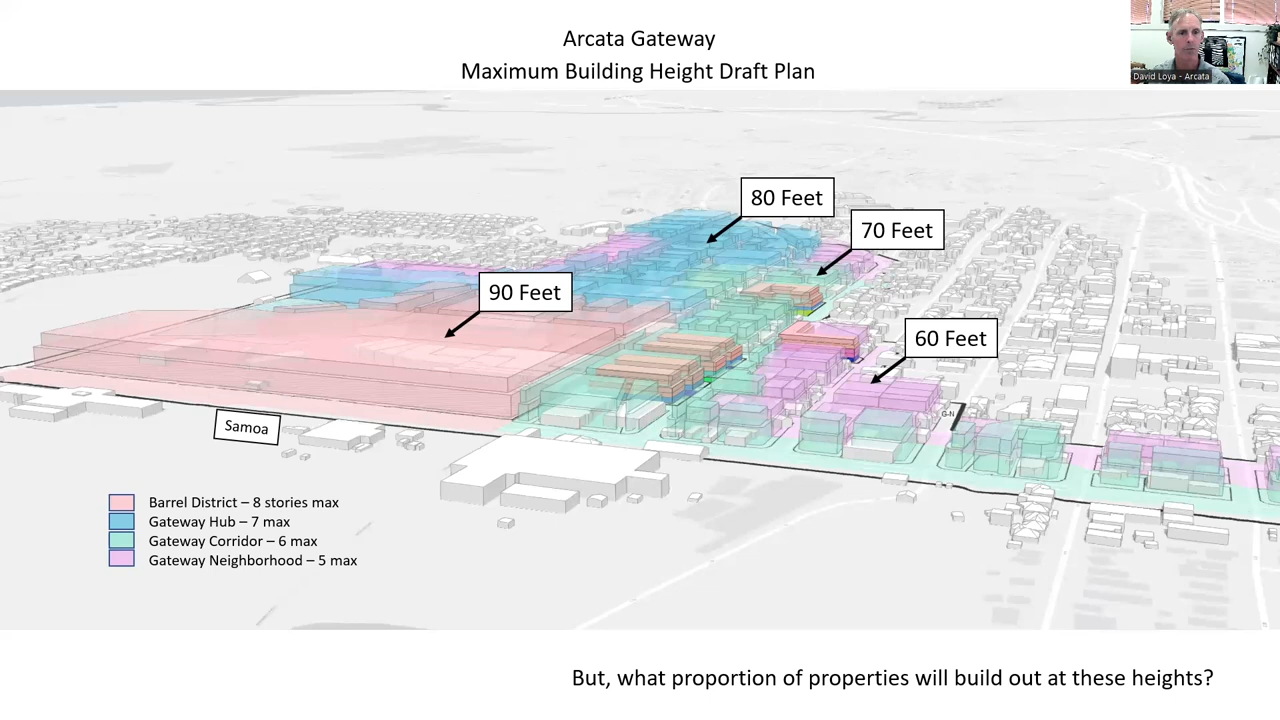 Arcata Gateway
Maximum Building Height Draft Plan
David Loya - Arcata
80 Feet
70 Feet
90 Feet
60 Feet
G-N
Samoa
Barrel District – 8 stories max
Gateway Hub – 7 max
Gateway Corridor – 6 max
Gateway Neighborhood – 5 max
But, what proportion of properties will build out at these heights?